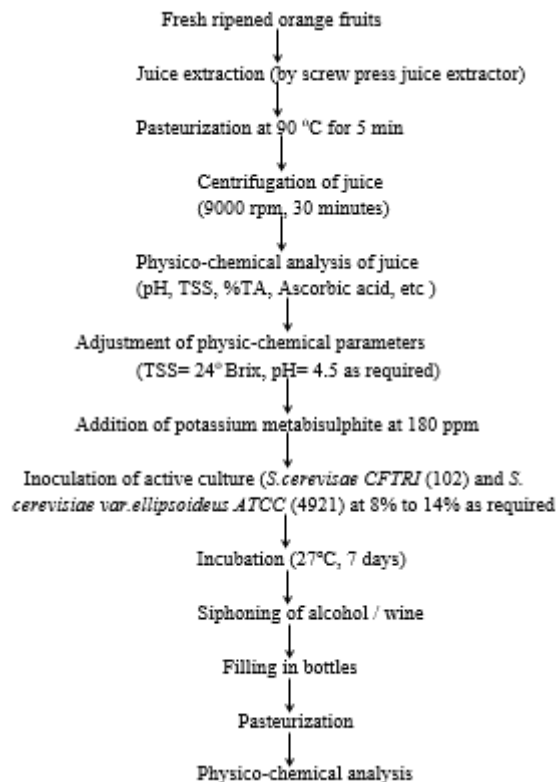 Fresh ripened orange fruits
Juice extraction (by screw press juice extractor)
Pasteurization at 90 °C for 5 min
Centrifugation of juice
(9000 rpm, 30 minutes)
Physico-chemical analysis of juice
(pH, TSS, %TA, Ascorbic acid, etc )
Adjustment of physic-chemical parameters
(TSS= 24° Brix, pH= 4.5 as required)
Addition of potassium metabisulphite at 180 ppm
Inoculation of active culture (S.cerevisae CFTRI (102) and S.
cerevisiae var.ellipsoideus ATCC (4921) at 8% to 14% as required
Incubation (27°C, 7 days)
Siphoning of alcohol / wine
Filling in bottles
Pasteurization
Physico-chemical analysis